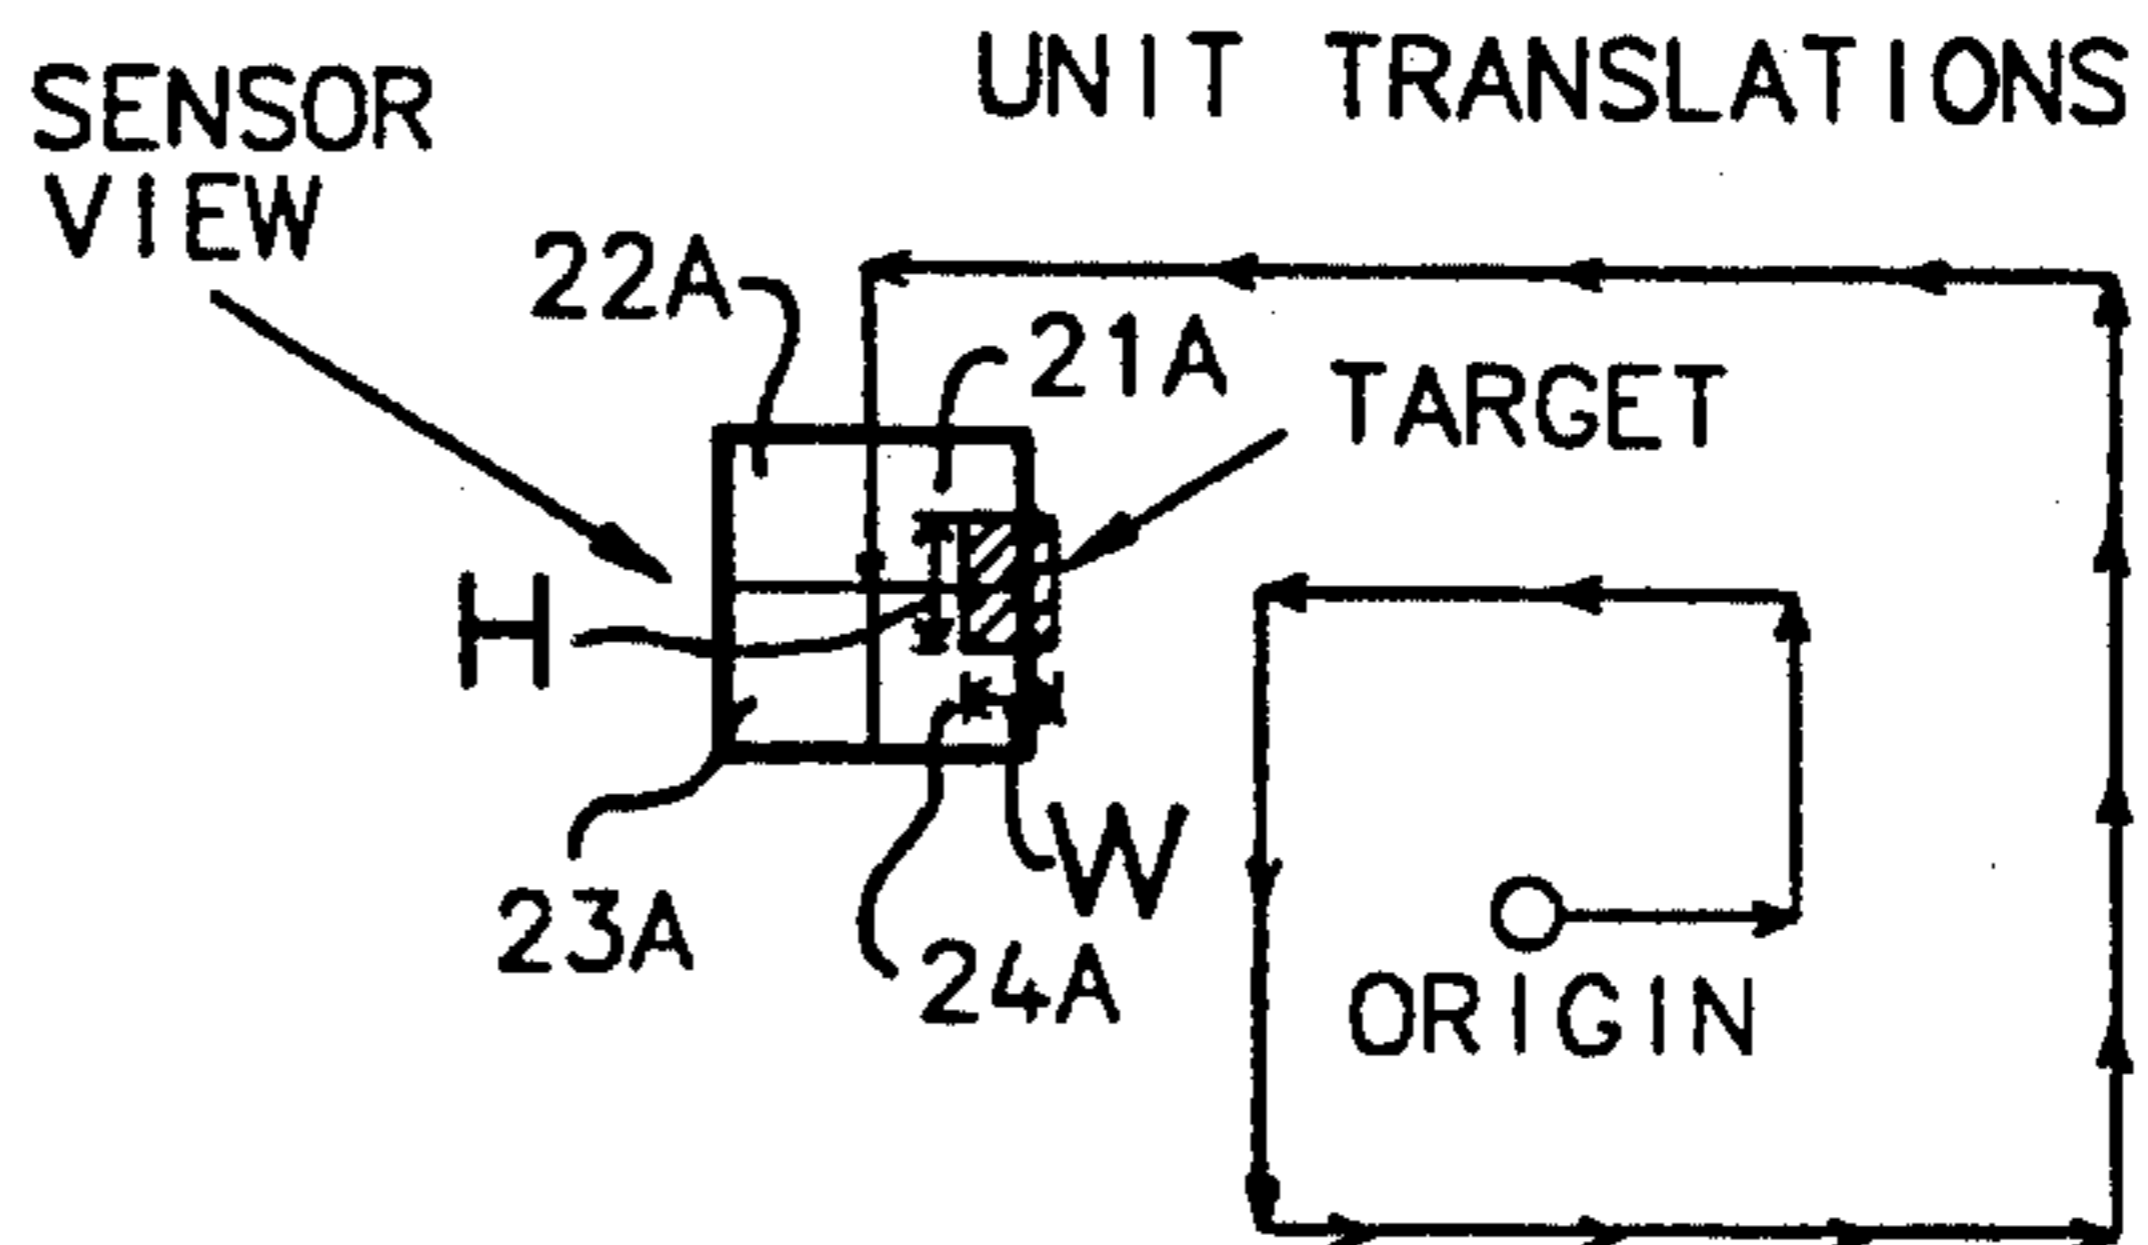 UNIT TRANSLATIONS
SENSOR
VIEW
22A
21A
TARGET
H
W
23A
24A
ORIGIN